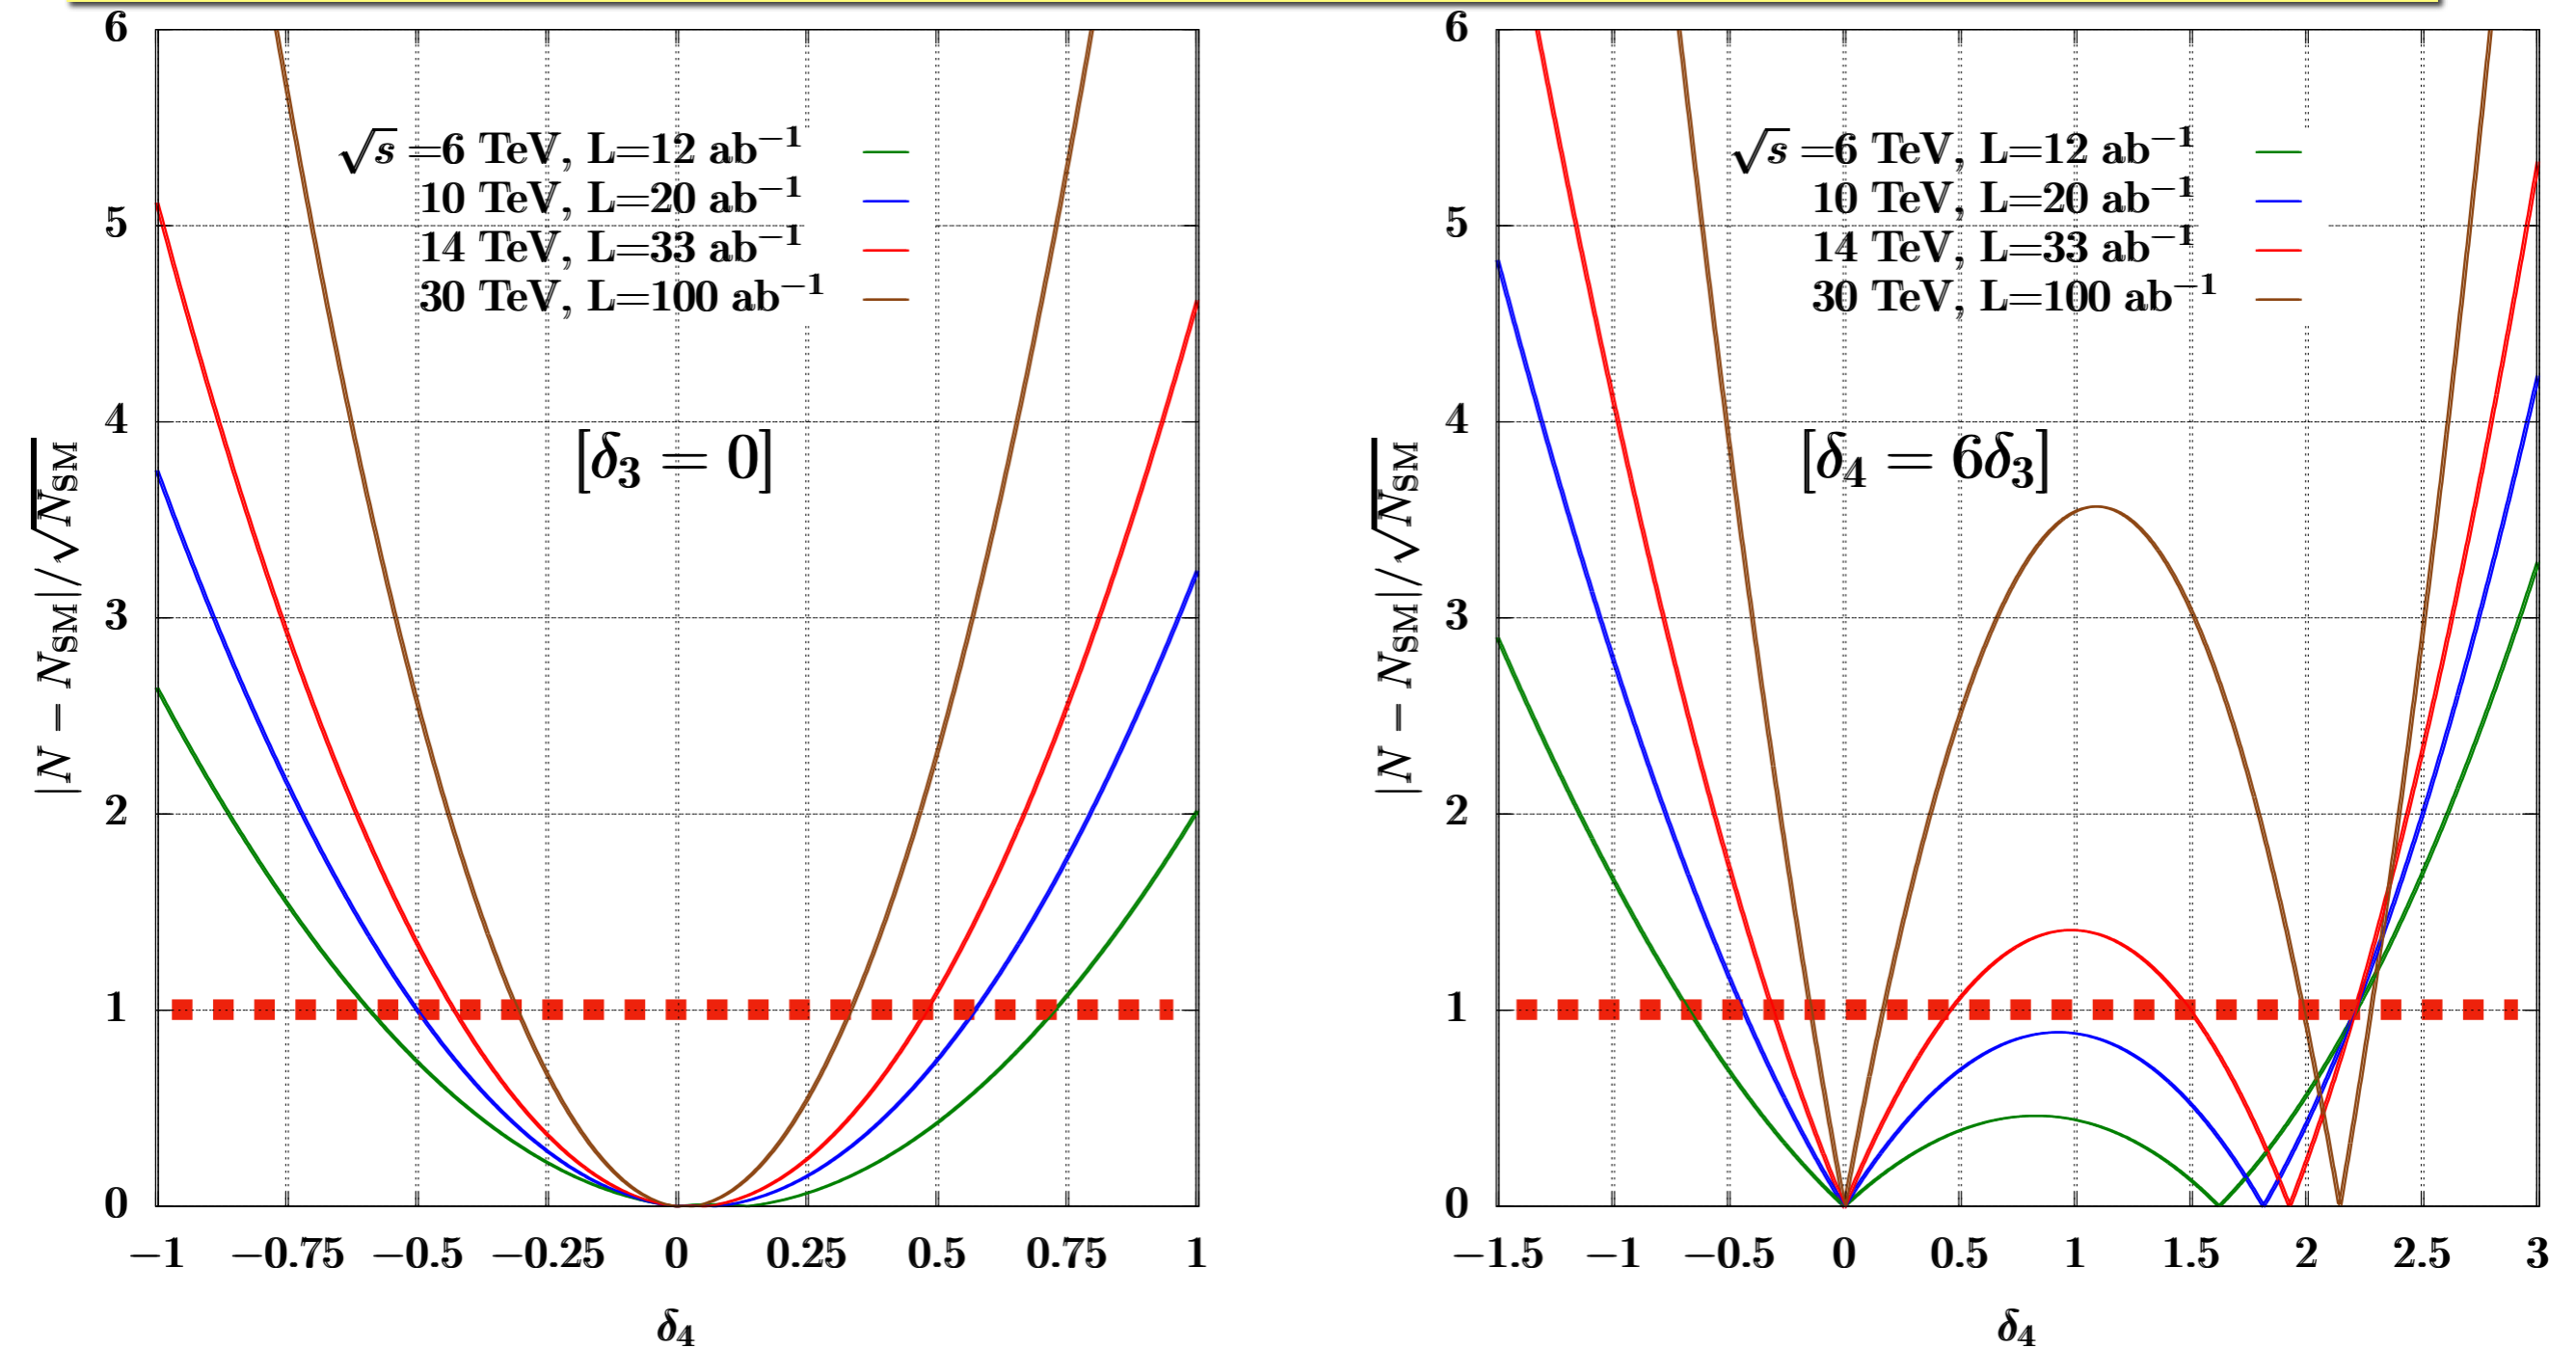 6
5
4
3
2
1
0
|N − N_SM|/√N_SM
√s =6 TeV, L=12 ab⁻¹
10 TeV, L=20 ab⁻¹
14 TeV, L=33 ab⁻¹
30 TeV, L=100 ab⁻¹
[δ₃ = 0]
−1 −0.75 −0.5 −0.25 0 0.25 0.5 0.75 1
δ₄
6
5
4
3
2
1
0
|N − N_SM|/√N_SM
√s =6 TeV, L=12 ab⁻¹
10 TeV, L=20 ab⁻¹
14 TeV, L=33 ab⁻¹
30 TeV, L=100 ab⁻¹
[δ₄ = 6δ₃]
−1.5 −1 −0.5 0 0.5 1 1.5 2 2.5 3
δ₄